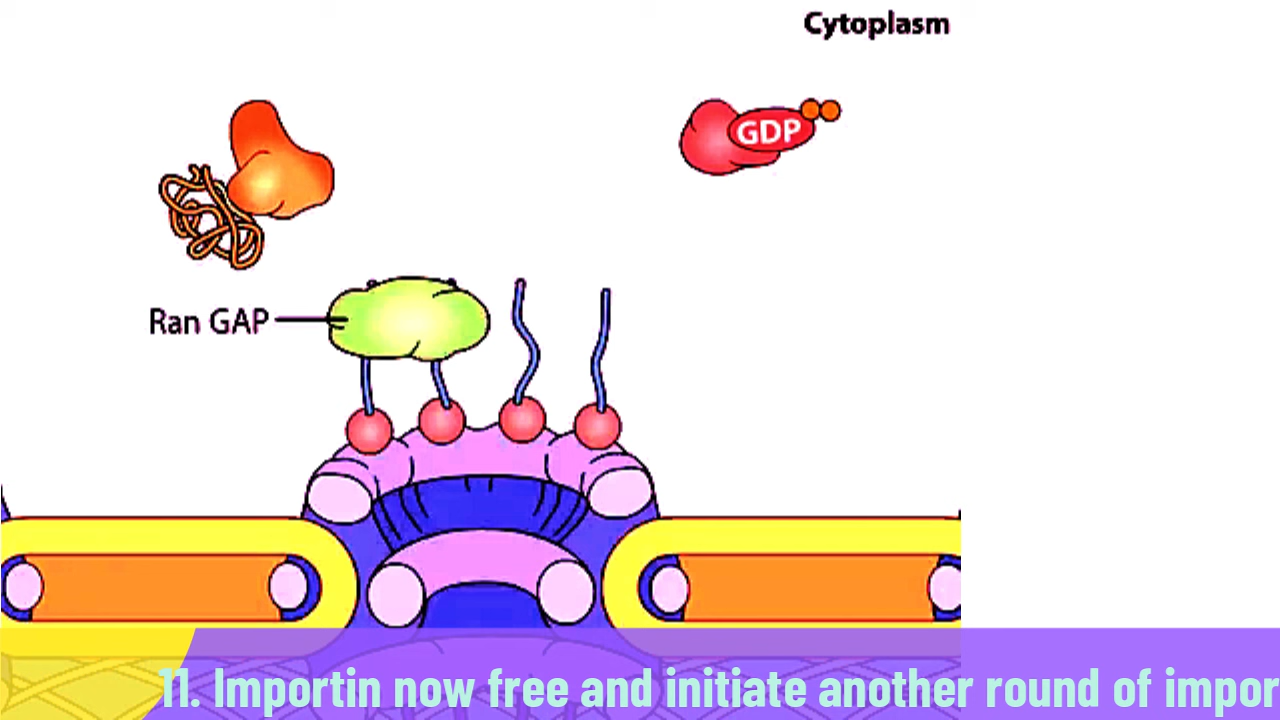 Cytoplasm
GDP
Ran GAP
11. Importin now free and initiate another round of impor